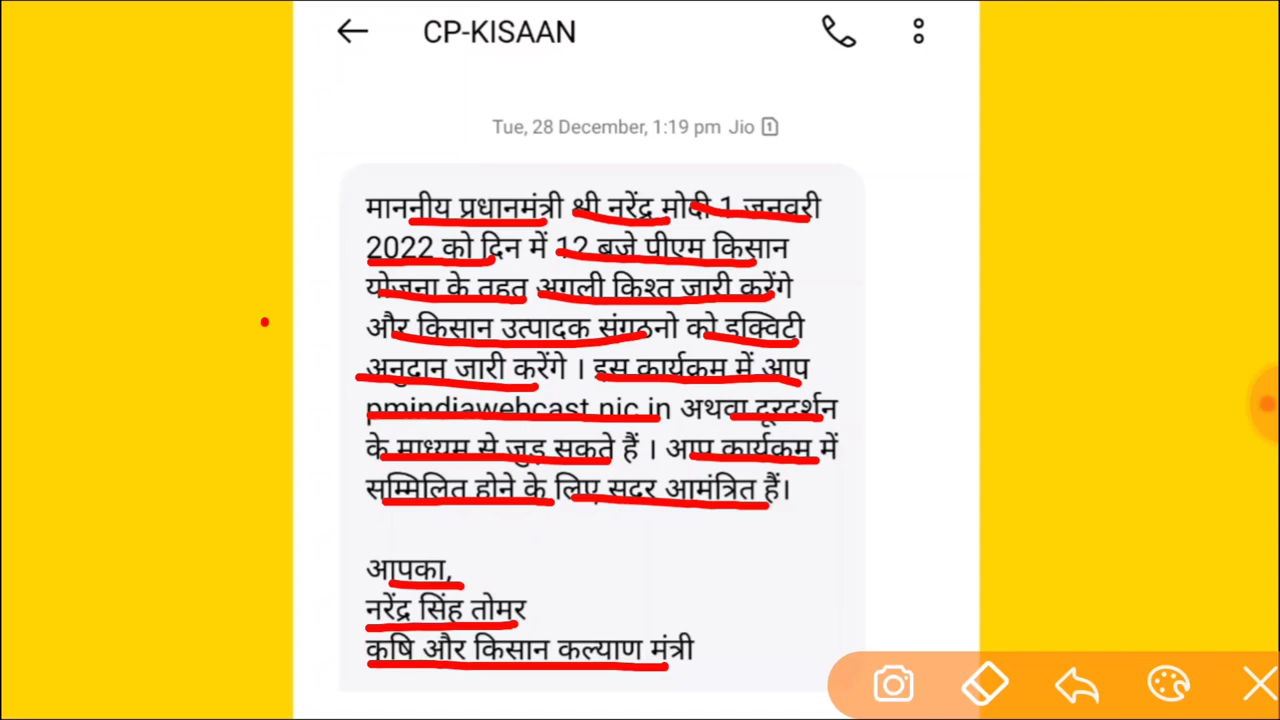 CP-KISAAN
Tue, 28 December, 1:19 pm Jio 1
माननीय प्रधानमंत्री श्री नरेंद्र मोदी 1 जनवरी
2022 को दिन में 12 बजे पीएम किसान
योजना के तहत अगली किश्त जारी करेंगे
और किसान उत्पादक संगठनो को इक्विटी
अनुदान जारी करेंगे । इस कार्यक्रम में आप
pmindiawebcast.nic.in अथवा दूरदर्शन
के माध्यम से जुड़ सकते हैं । आप कार्यक्रम में
सम्मिलित होने के लिए सदर आमंत्रित हैं।
आपका,
नरेंद्र सिंह तोमर
कृषि और किसान कल्याण मंत्री